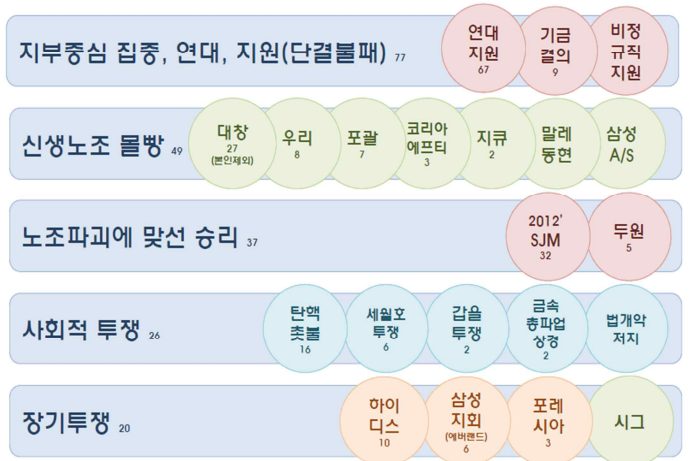 지부중심 집중, 연대, 지원(단결불패) 77
연대
지원
67
기금
결의
9
비정
규직
지원
신생노조 몰빵 49
대창
27
(본인제외)
우리
8
포괄
7
코리아
에프티
3
지큐
2
말레
동현
삼성
A/S
노조파괴에 맞선 승리 37
2012'
SJM
32
두원
5
사회적 투쟁 26
탄핵
촛불
16
세월호
투쟁
6
갑을
투쟁
2
금속
총파업
상경
2
법개악
저지
장기투쟁 20
하이
디스
10
삼성
지회
(에버랜드)
6
포레
시아
3
시그